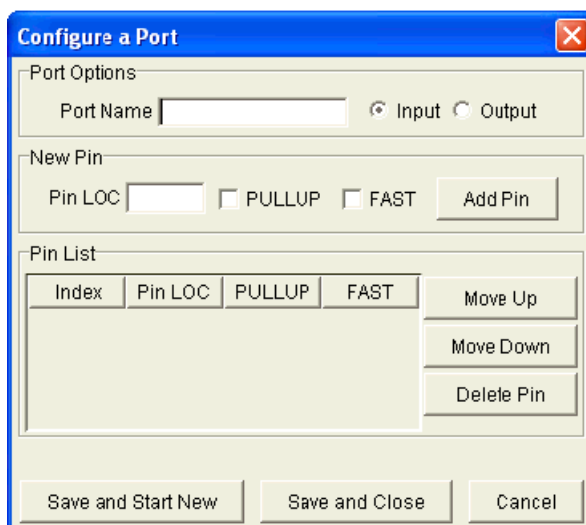 Configure a Port
Port Options
Port Name Input Output
New Pin
Pin LOC PULLUP FAST Add Pin
Pin List
Index Pin LOC PULLUP FAST
Move Up
Move Down
Delete Pin
Save and Start New Save and Close Cancel